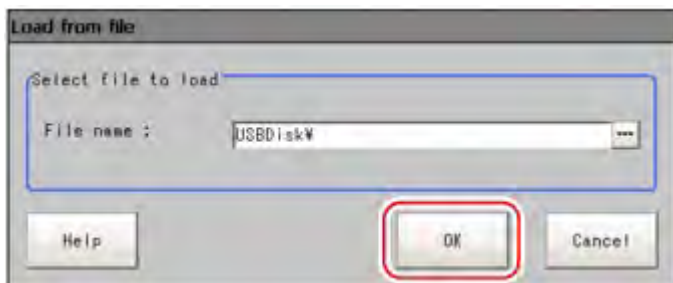 Load from file
Select file to load
File name :
USBDisk¥
...
Help
OK
Cancel